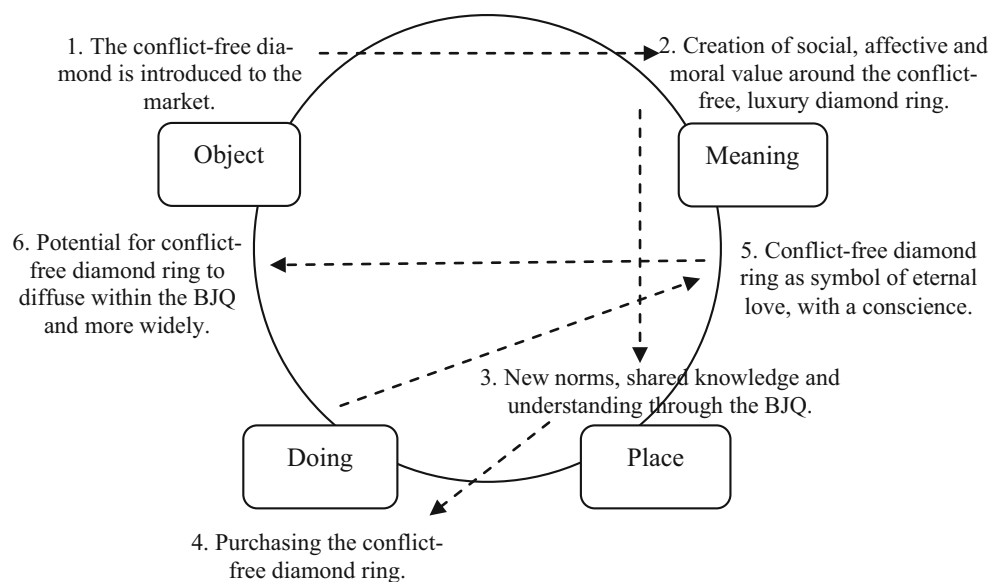 1. The conflict-free dia-
mond is introduced to the
market.
2. Creation of social, affective and
moral value around the conflict-
free, luxury diamond ring.
Object
Meaning
6. Potential for conflict-
free diamond ring to
diffuse within the BJQ
and more widely.
5. Conflict-free diamond
ring as symbol of eternal
love, with a conscience.
3. New norms, shared knowledge and
understanding through the BJQ.
Doing
Place
4. Purchasing the conflict-
free diamond ring.